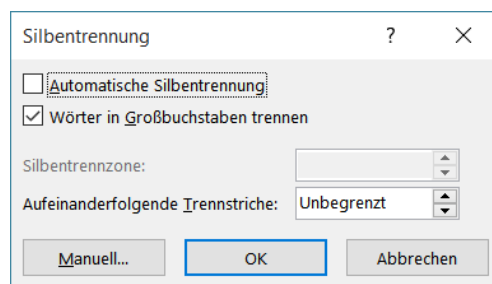 Silbentrennung ?
Automatische Silbentrennung
Wörter in Großbuchstaben trennen
Silbentrennzone:
Aufeinanderfolgende Trennstriche: Unbegrenzt
Manuell... OK Abbrechen